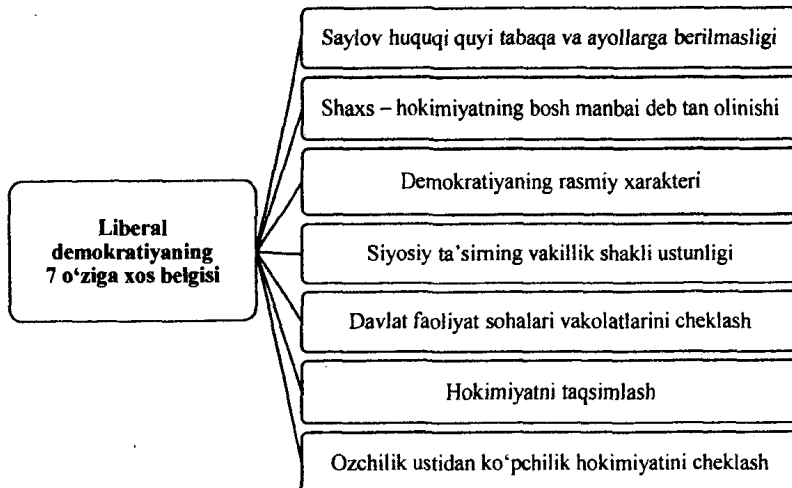 Saylov huquqi quyi tabaqa va ayollarga berilmasligi
Shaxs – hokimiyatning bosh manbai deb tan olinishi
Demokratiyaning rasmiy xarakteri
Liberal
demokratiyaning
7 o‘ziga xos belgisi
Siyosiy ta’sirning vakillik shakli ustunligi
Davlat faoliyat sohalari vakolatlarini cheklash
Hokimiyatni taqsimlash
Ozchilik ustidan ko‘pchilik hokimiyatini cheklash